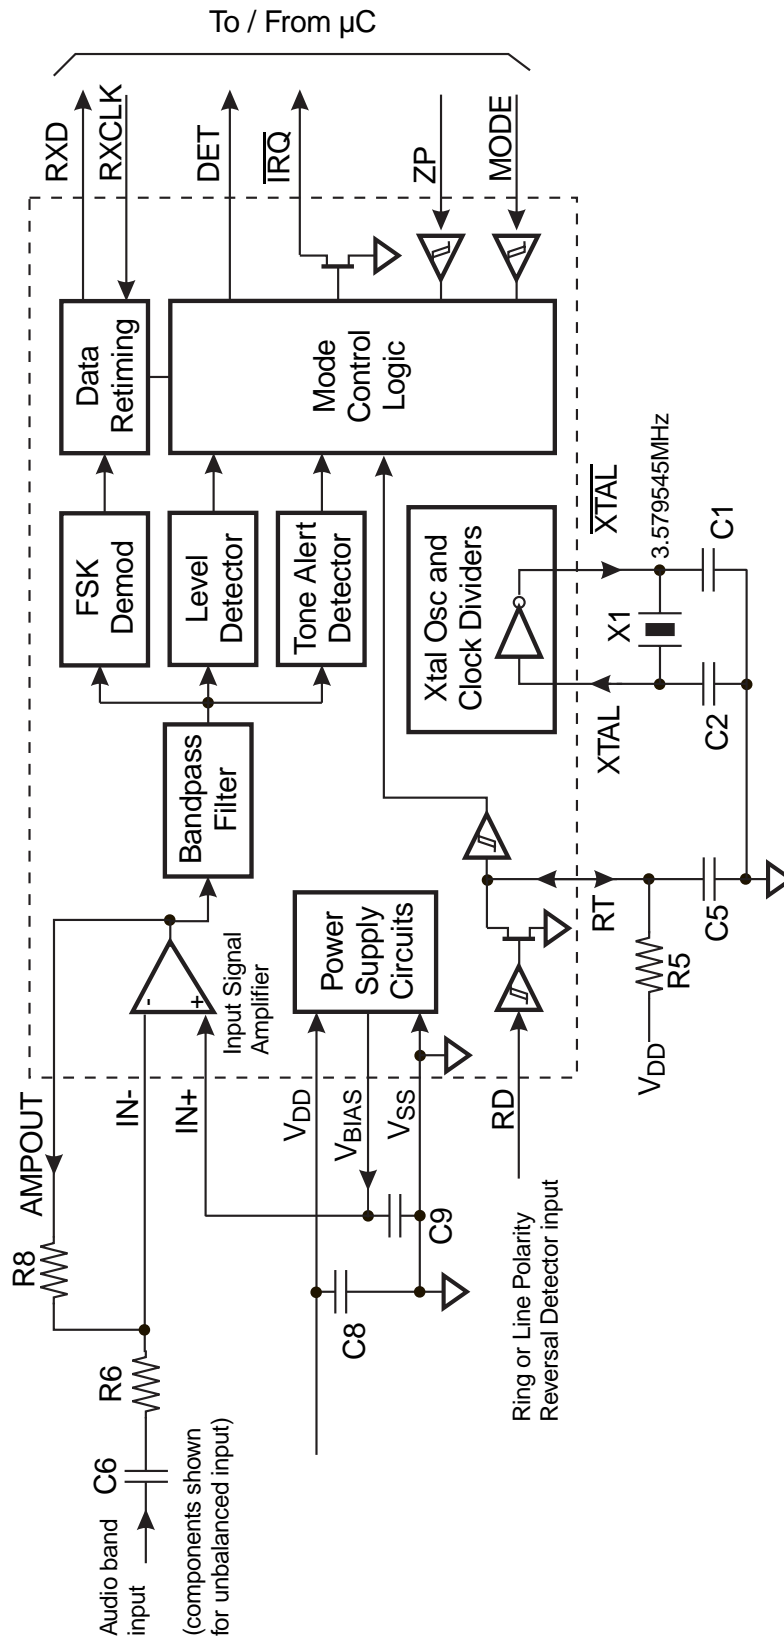 To / From µC
RXD
RXCLK
DET
IRQ
ZP
MODE
Data
Retiming
Mode
Control
Logic
FSK
Demod
Level
Detector
Tone Alert
Detector
Xtal Osc and
Clock Dividers
XTAL
XTAL
3.579545MHz
X1
C1
C2
Bandpass
Filter
Input Signal
Amplifier
-
+
Power
Supply
Circuits
RT
R5
C5
VDD
AMPOUT
IN-
IN+
VDD
VBIAS
VSS
RD
R8
R6
C6
C8
C9
Audio band
input
(components shown
for unbalanced input)
Ring or Line Polarity
Reversal Detector input